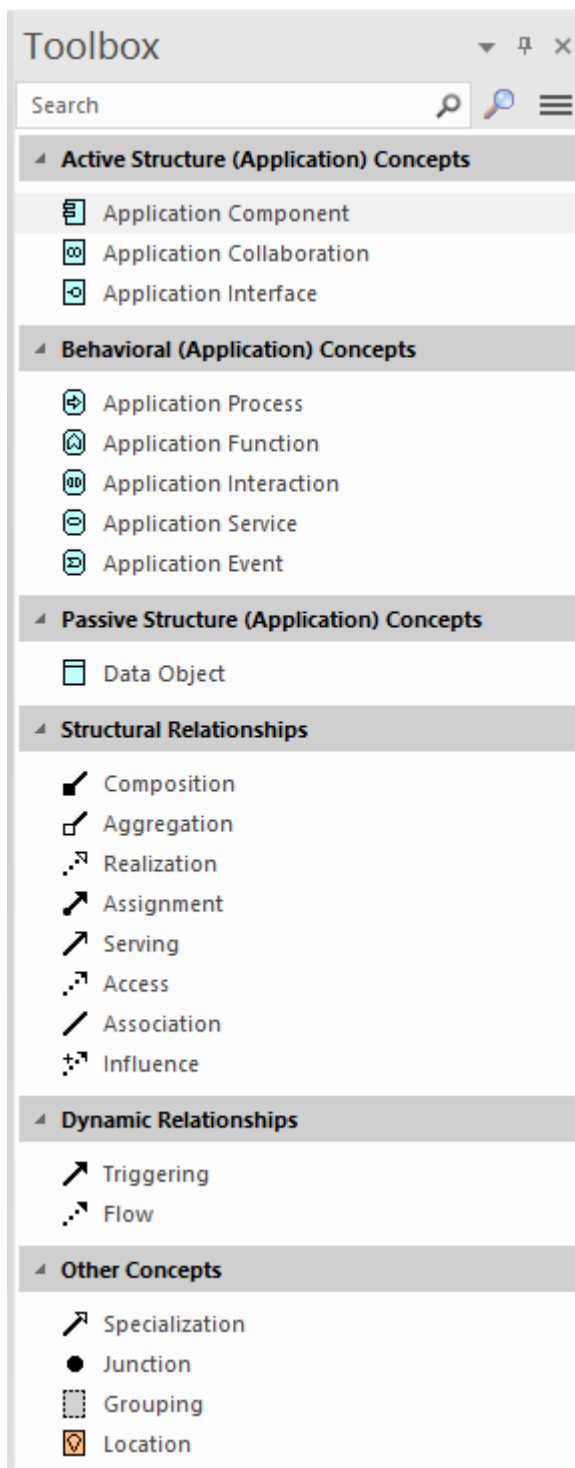 Toolbox
Search
Active Structure (Application) Concepts
Application Component
Application Collaboration
Application Interface
Behavioral (Application) Concepts
Application Process
Application Function
Application Interaction
Application Service
Application Event
Passive Structure (Application) Concepts
Data Object
Structural Relationships
Composition
Aggregation
Realization
Assignment
Serving
Access
Association
Influence
Dynamic Relationships
Triggering
Flow
Other Concepts
Specialization
Junction
Grouping
Location